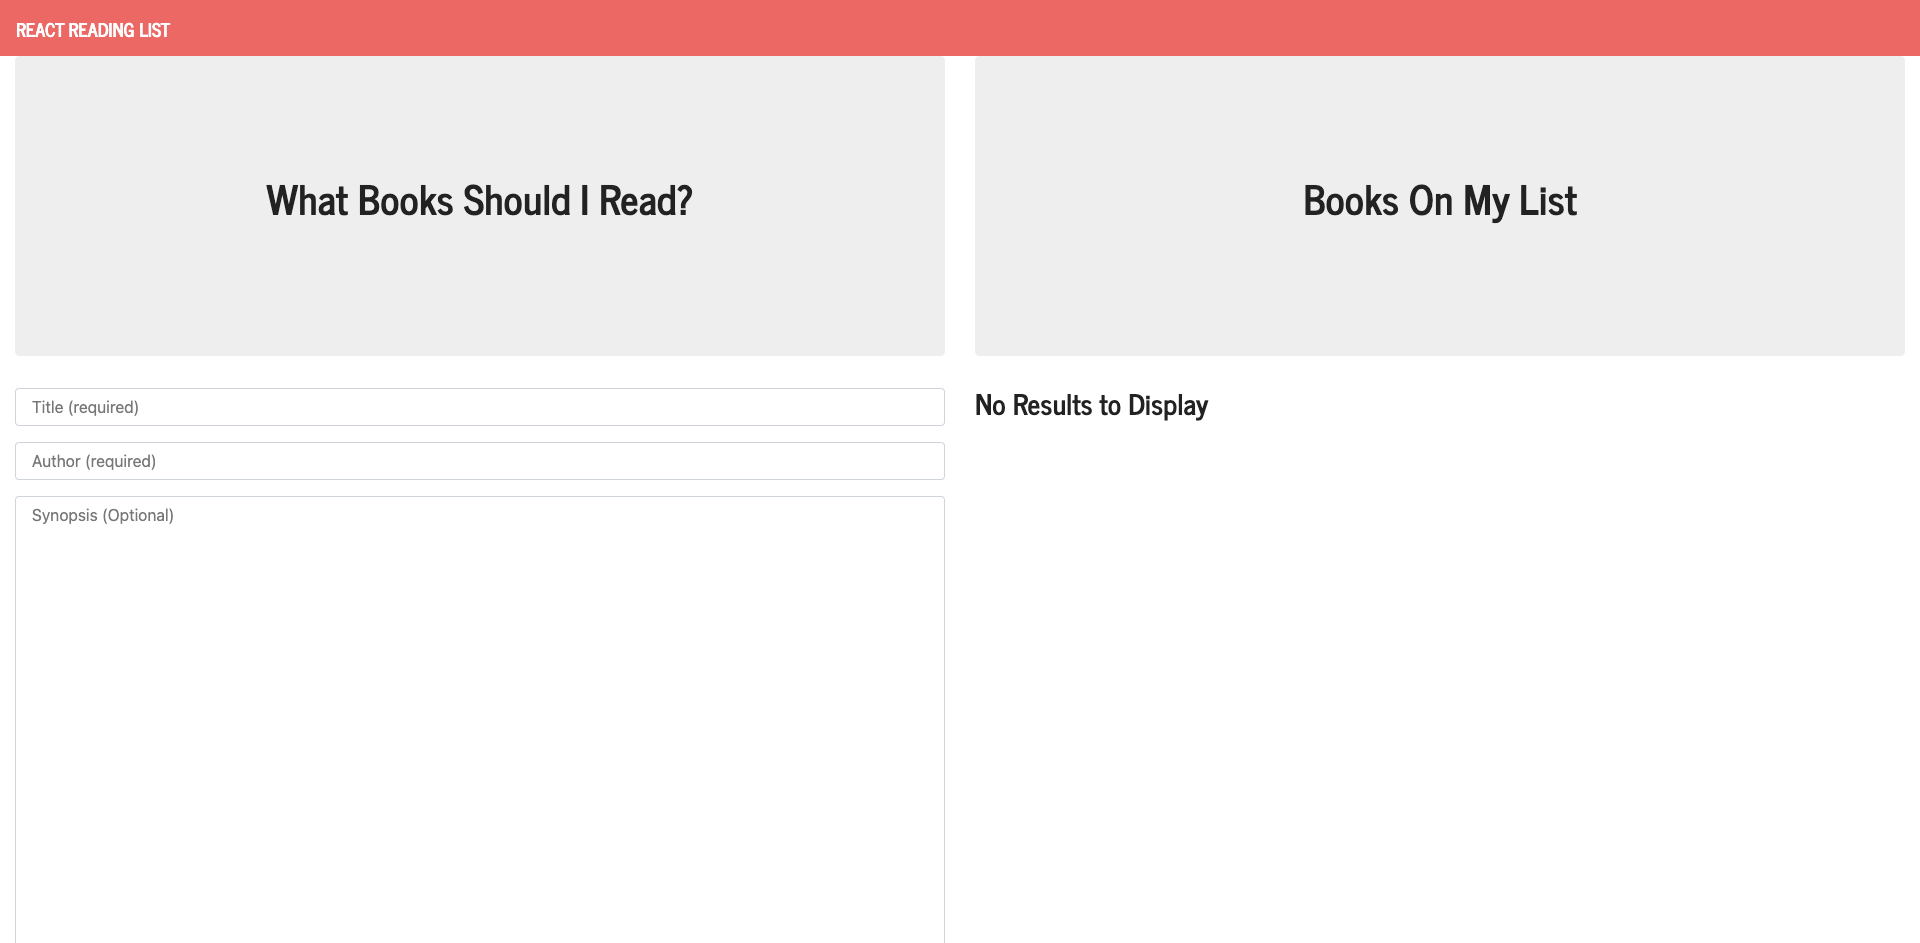 REACT READING LIST
What Books Should I Read?
Books On My List
Title (required)
Author (required)
Synopsis (Optional)
No Results to Display